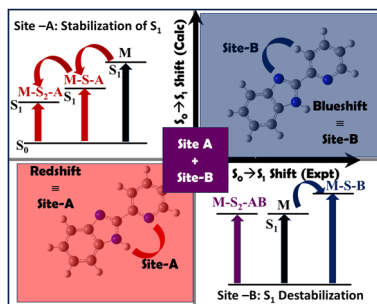 Site –A: Stabilization of S₁
M
S₁
M-S-A
S₁
M-S₂-A
S₁
S₀
S₀→S₁ Shift (Calc)
Site-B
Blueshift
≡
Site-B
Site A
+
Site-B
Redshift
≡
Site-A
Site-A
S₀→S₁ Shift (Expt)
M-S-B
M-S₂-AB
M
S₁
Site –B: S₁ Destabilization